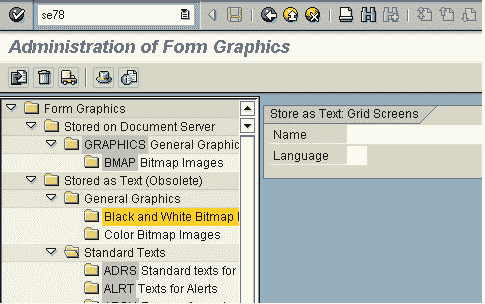 se78
Administration of Form Graphics
Form Graphics
Stored on Document Server
GRAPHICS General Graphic
BMAP Bitmap Images
Stored as Text (Obsolete)
General Graphics
Black and White Bitmap I
Color Bitmap Images
Standard Texts
ADRS Standard texts for
ALRT Texts for Alerts
Store as Text: Grid Screens
Name
Language